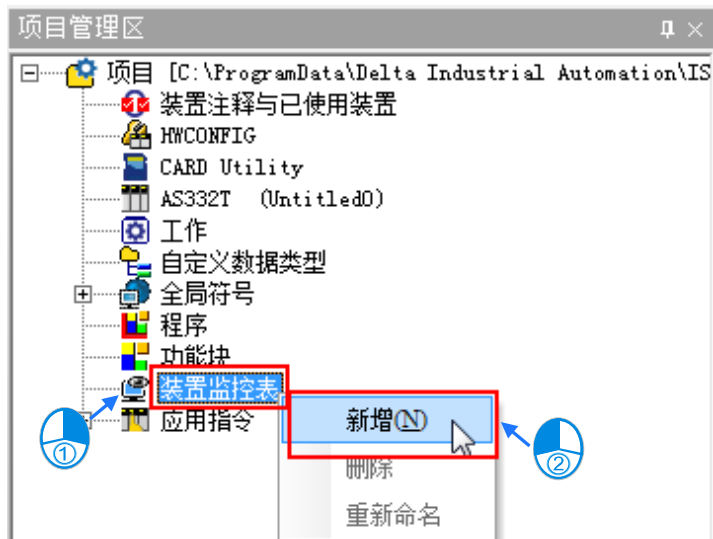 项目管理区
项目 [C:\ProgramData\Delta Industrial Automation\IS
装置注释与已使用装置
HWCONFIG
CARD Utility
AS332T (Untitled0)
工作
自定义数据类型
全局符号
程序
功能块
装置监控表
应用指令
新增(N)
删除
重新命名
①
②